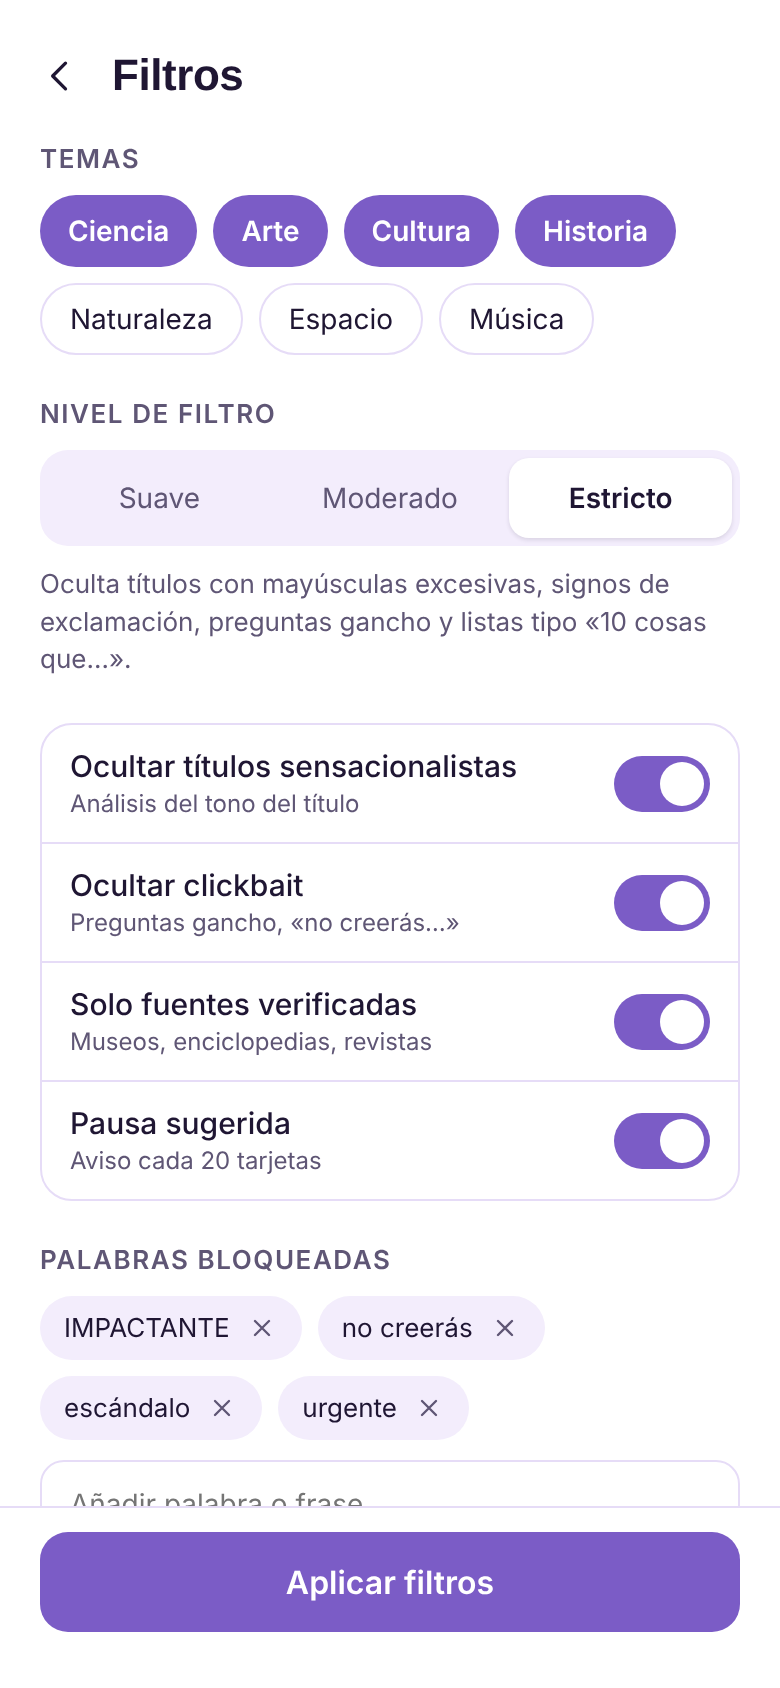 Filtros
TEMAS
Ciencia Arte Cultura Historia
Naturaleza Espacio Música
NIVEL DE FILTRO
Suave Moderado Estricto
Oculta títulos con mayúsculas excesivas, signos de
exclamación, preguntas gancho y listas tipo «10 cosas
que...».
Ocultar títulos sensacionalistas
Análisis del tono del título
Ocultar clickbait
Preguntas gancho, «no creerás...»
Solo fuentes verificadas
Museos, enciclopedias, revistas
Pausa sugerida
Aviso cada 20 tarjetas
PALABRAS BLOQUEADAS
IMPACTANTE no creerás
escándalo urgente
Añadir palabra o frase
Aplicar filtros